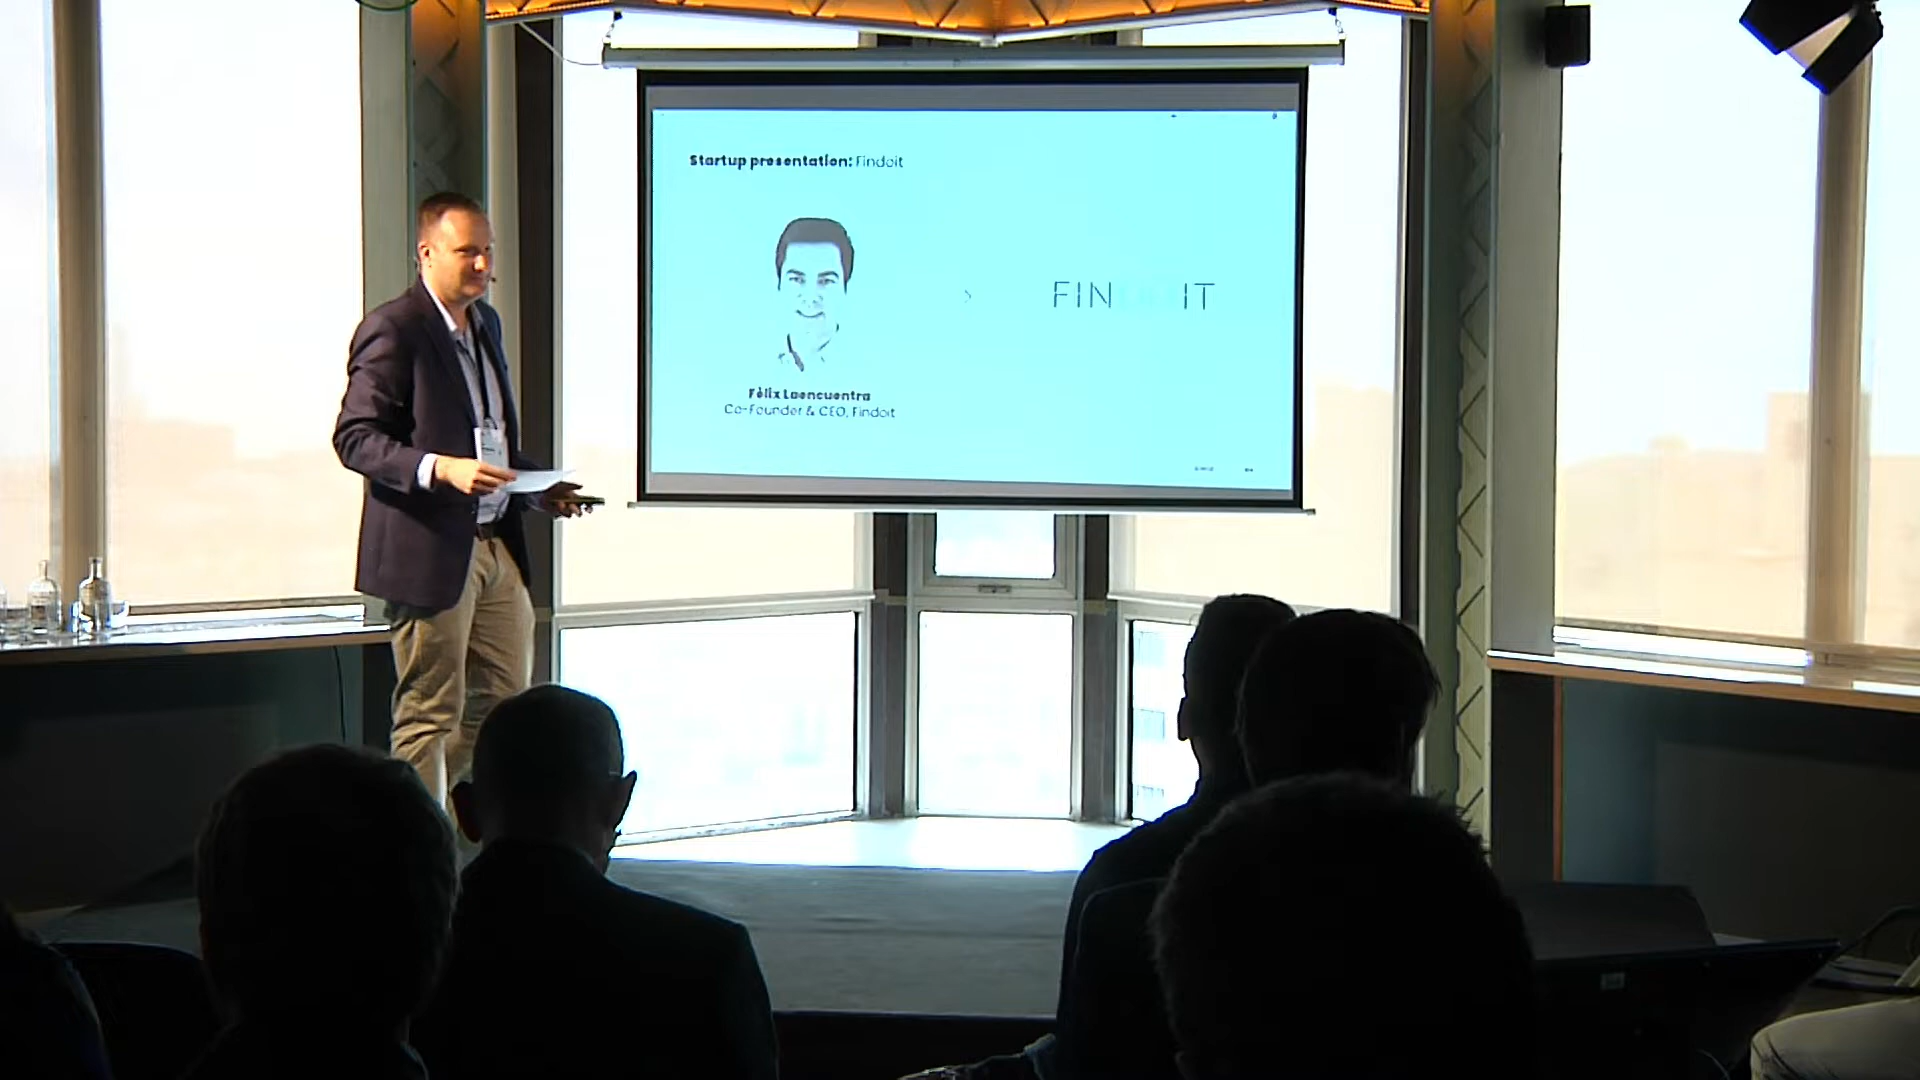 Startup presentation: Findoit
FIN IT
Fèlix Laencuentra
Co-Founder & CEO, Findoit